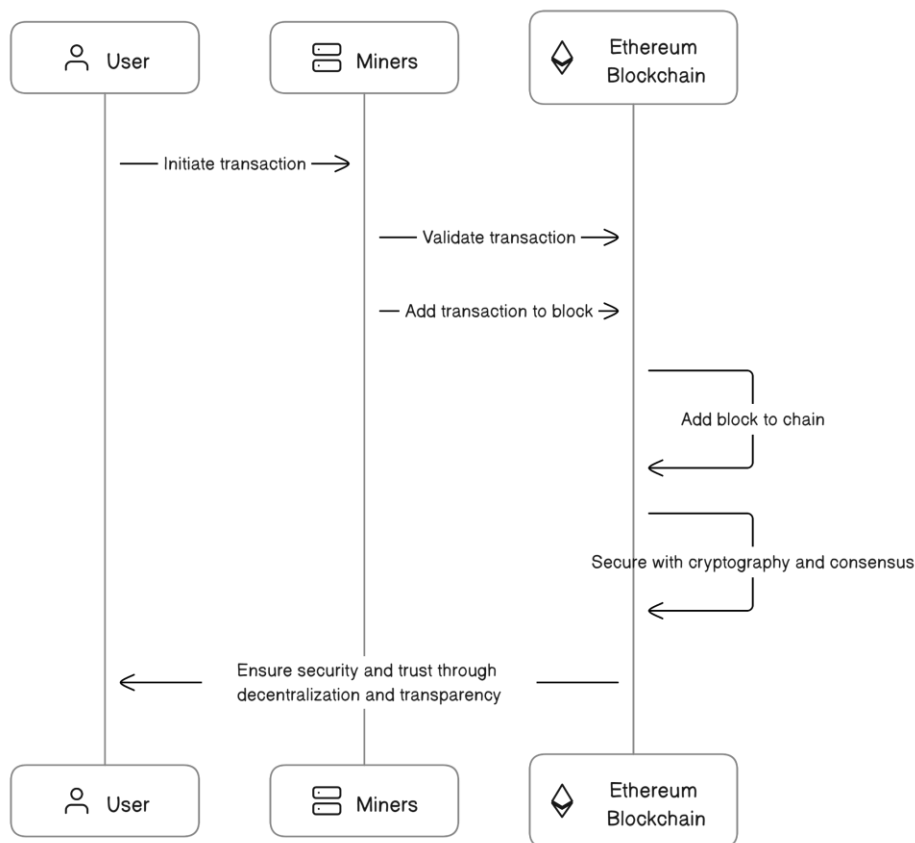 User
Miners
Ethereum
Blockchain
Initiate transaction
Validate transaction
Add transaction to block
Add block to chain
Secure with cryptography and consensus
Ensure security and trust through
decentralization and transparency
User
Miners
Ethereum
Blockchain